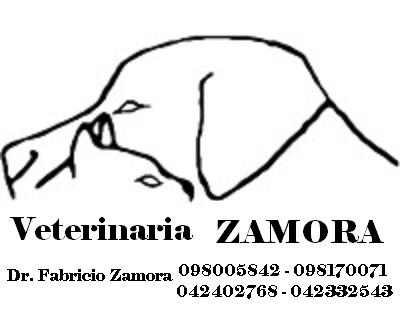 Veterinaria ZAMORA
Dr. Fabricio Zamora 098005842 - 098170071
042402768 - 042332543